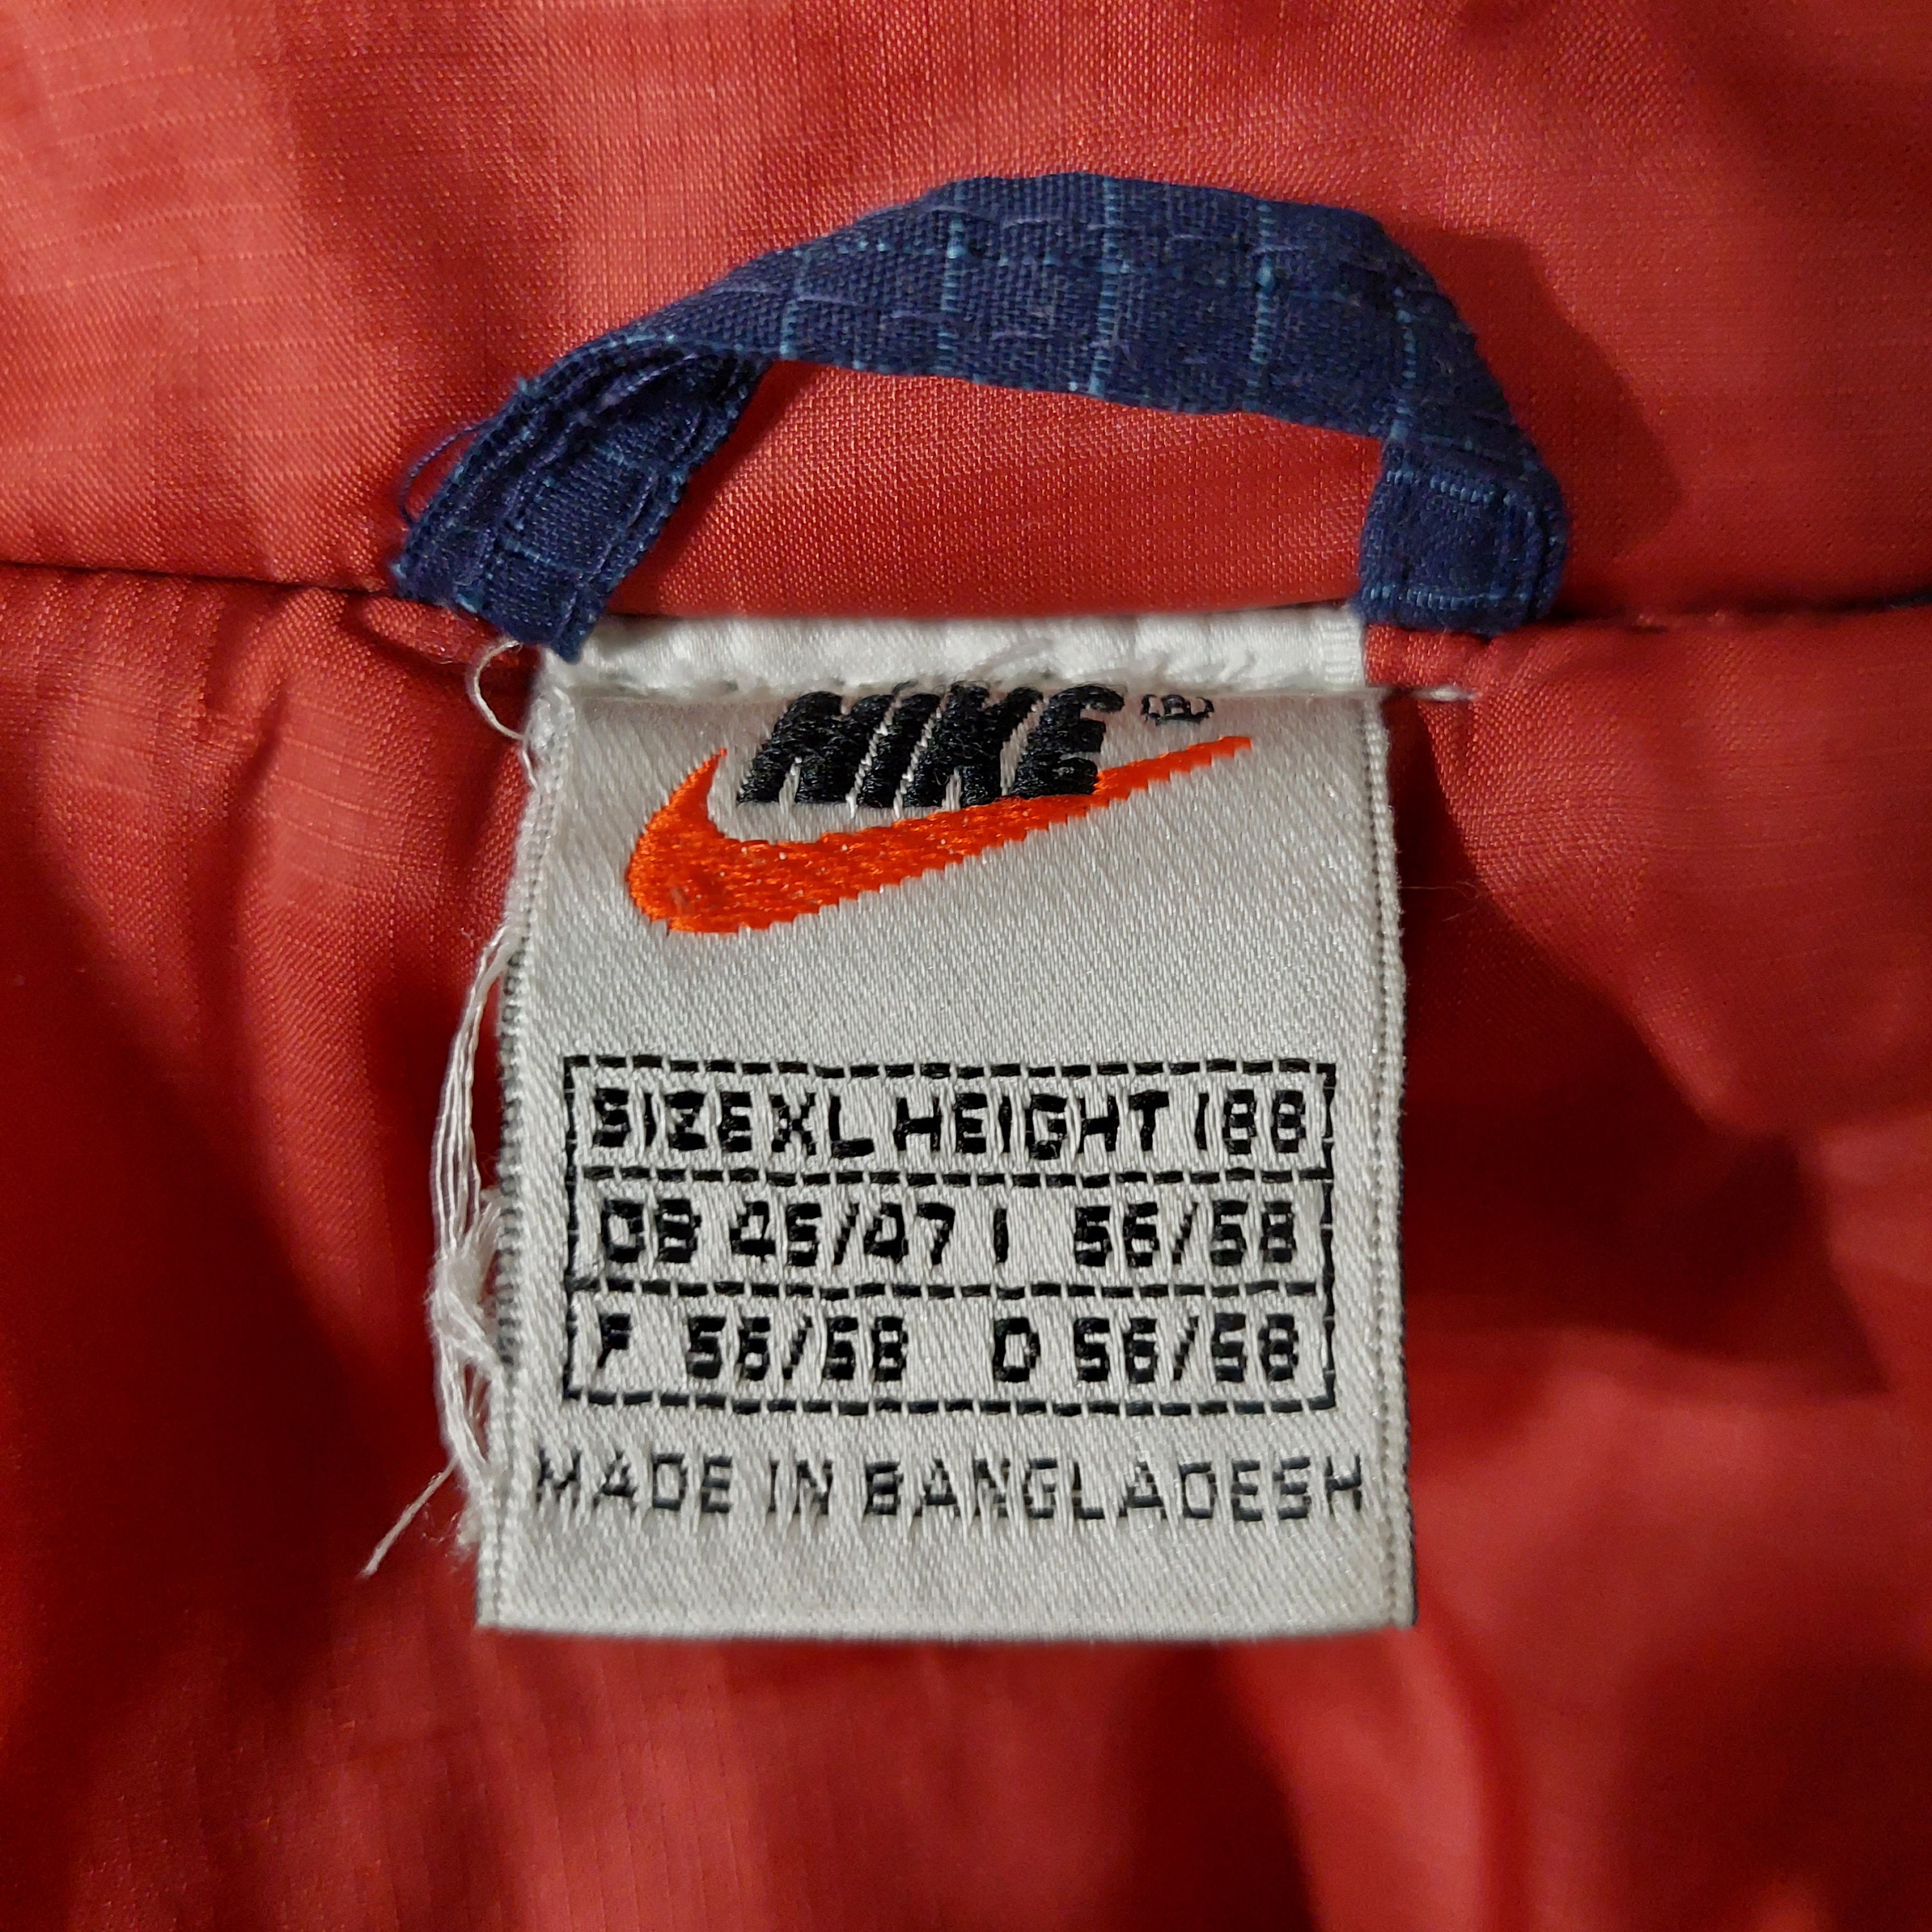 NIKE®
SIZE XL HEIGHT 188
GB 45/47 I 56/58
F 56/58 D 56/58
MADE IN BANGLADESH